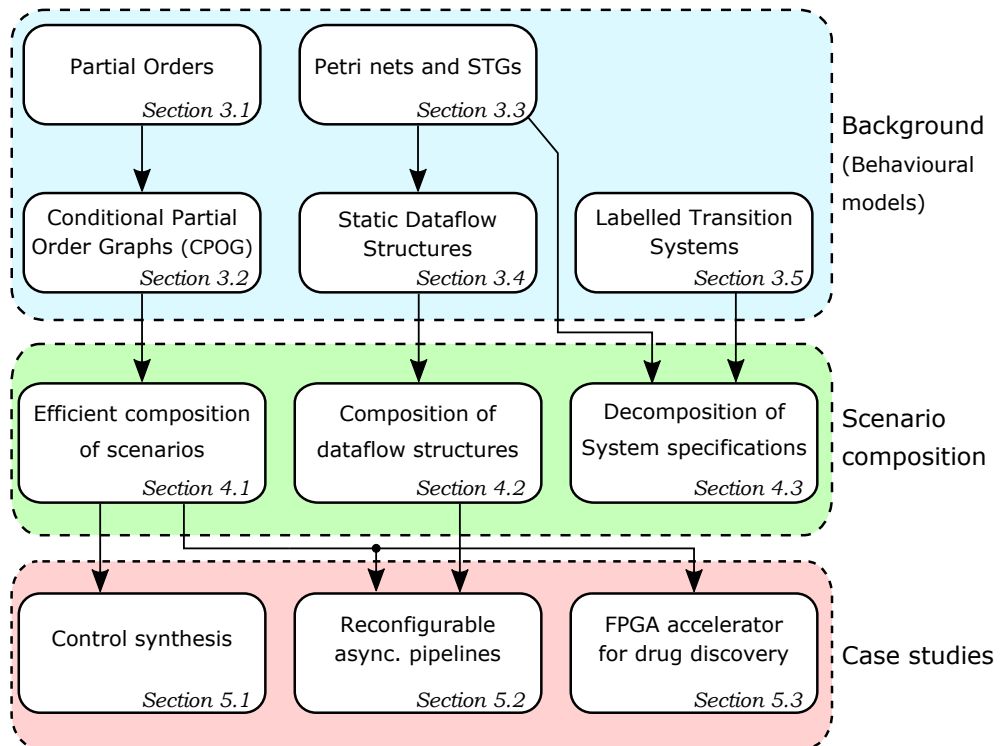 Partial Orders
Section 3.1
Petri nets and STGs
Section 3.3
Conditional Partial
Order Graphs (CPOG)
Section 3.2
Static Dataflow
Structures
Section 3.4
Labelled Transition
Systems
Section 3.5
Background
(Behavioural
models)
Efficient composition
of scenarios
Section 4.1
Composition of
dataflow structures
Section 4.2
Decomposition of
System specifications
Section 4.3
Scenario
composition
Control synthesis
Section 5.1
Reconfigurable
async. pipelines
Section 5.2
FPGA accelerator
for drug discovery
Section 5.3
Case studies